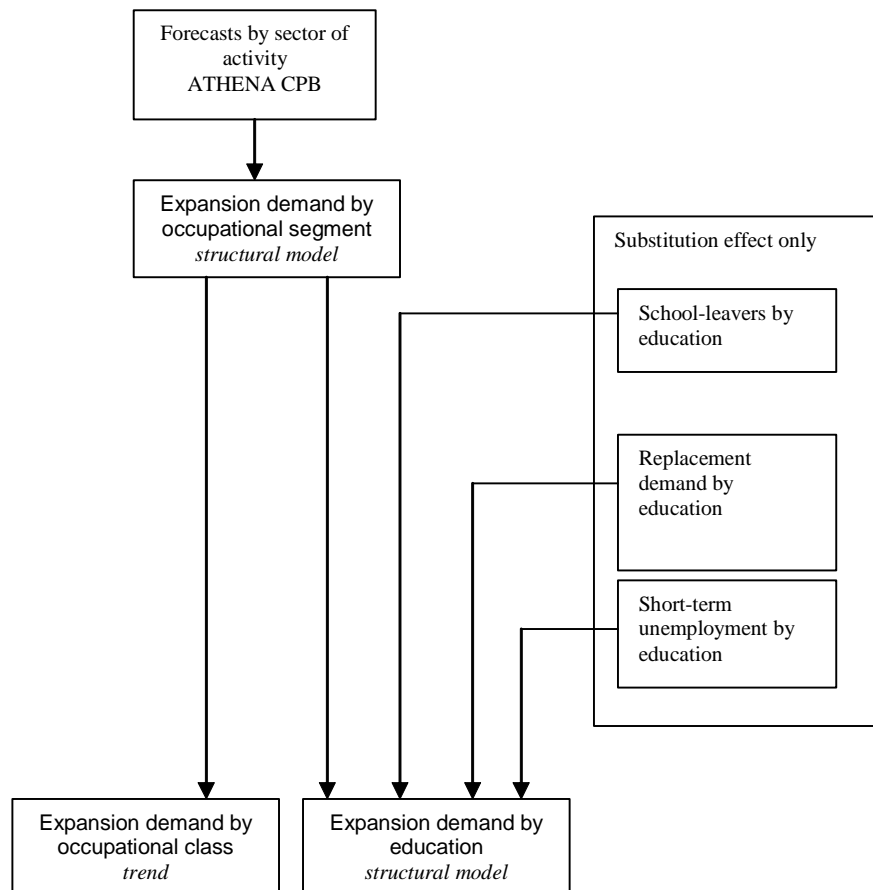 Forecasts by sector of
activity
ATHENA CPB
Expansion demand by
occupational segment
structural model
Substitution effect only
School-leavers by
education
Replacement
demand by
education
Short-term
unemployment by
education
Expansion demand by
occupational class
trend
Expansion demand by
education
structural model